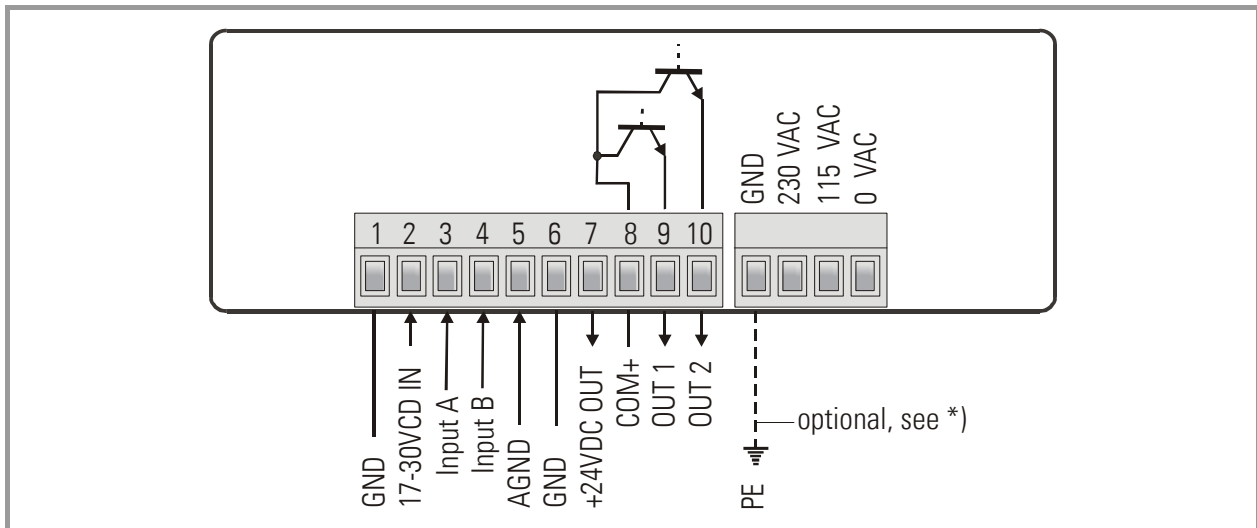 GND
230 VAC
115 VAC
0 VAC
1 2 3 4 5 6 7 8 9 10
GND
17-30VCD IN
Input A
Input B
AGND
GND
+24VDC OUT
COM+
OUT 1
OUT 2
PE
optional, see *)